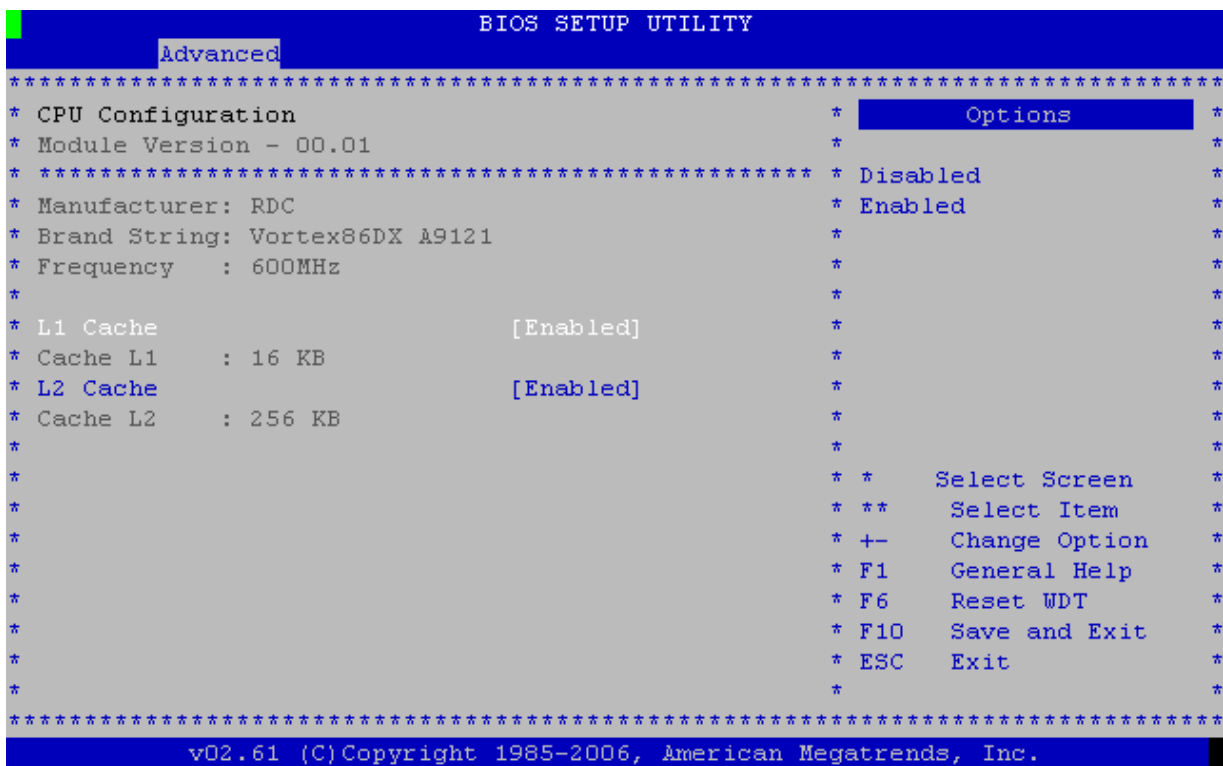 BIOS SETUP UTILITY
Advanced
********************************************************************************
* CPU Configuration * Options *
* Module Version - 00.01 * *
* *************************************************** * Disabled *
* Manufacturer: RDC * Enabled *
* Brand String: Vortex86DX A9121 * *
* Frequency : 600MHz * *
* * *
* L1 Cache [Enabled] * *
* Cache L1 : 16 KB * *
* L2 Cache [Enabled] * *
* Cache L2 : 256 KB * *
* * *
* * * Select Screen *
* * ** Select Item *
* * +- Change Option *
* * F1 General Help *
* * F6 Reset WDT *
* * F10 Save and Exit *
* * ESC Exit *
* * *
********************************************************************************
v02.61 (C)Copyright 1985-2006, American Megatrends, Inc.